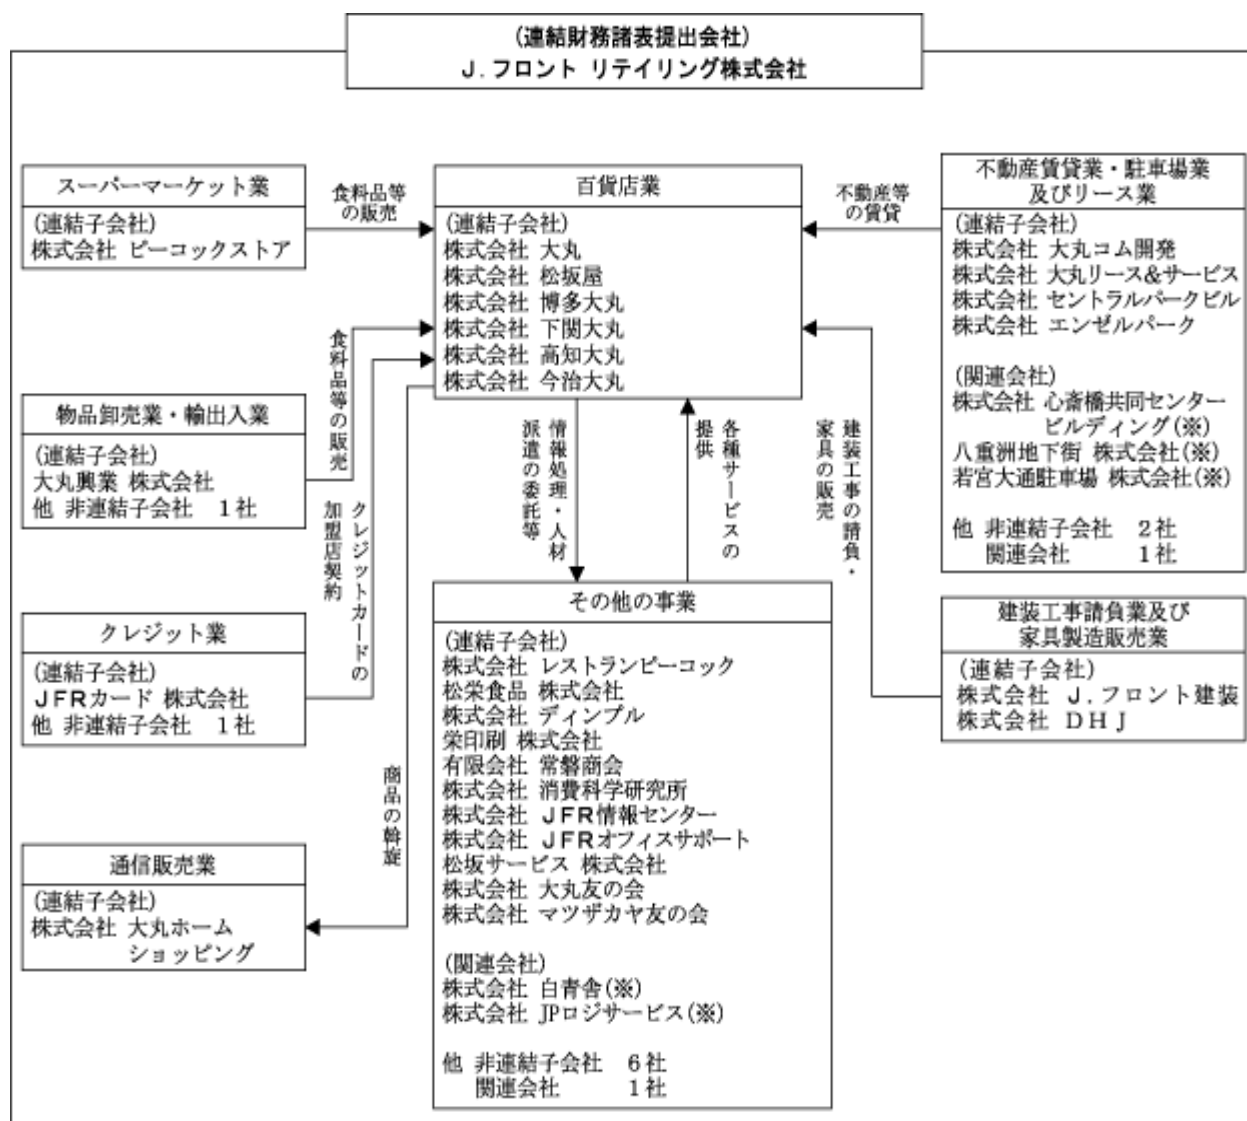 (連結財務諸表提出会社)
J.フロント リテイリング株式会社
スーパーマーケット業
(連結子会社)
株式会社 ピーコックストア
食料品等
の販売
百貨店業
(連結子会社)
株式会社 大丸
株式会社 松坂屋
株式会社 博多大丸
株式会社 下関大丸
株式会社 高知大丸
株式会社 今治大丸
不動産等
の賃貸
不動産賃貸業・駐車場業
及びリース業
(連結子会社)
株式会社 大丸コム開発
株式会社 大丸リース&サービス
株式会社 セントラルパークビル
株式会社 エンゼルパーク
(関連会社)
株式会社 心斎橋共同センター
ビルディング(※)
八重洲地下街 株式会社(※)
若宮大通駐車場 株式会社(※)
他 非連結子会社 2社
関連会社 1社
物品卸売業・輸出入業
(連結子会社)
大丸興業 株式会社
他 非連結子会社 1社
食料品等の販売
クレジット業
(連結子会社)
JFRカード 株式会社
他 非連結子会社 1社
クレジットカードの
加盟店契約
通信販売業
(連結子会社)
株式会社 大丸ホーム
ショッピング
商品の斡旋
情報処理・人材
派遣の委託等
各種サービスの
提供
建装工事の請負・
家具の販売
その他の事業
(連結子会社)
株式会社 レストランピーコック
松栄食品 株式会社
株式会社 ディンプル
栄印刷 株式会社
有限会社 常磐商会
株式会社 消費科学研究所
株式会社 JFR情報センター
株式会社 JFRオフィスサポート
松坂サービス 株式会社
株式会社 大丸友の会
株式会社 マツザカヤ友の会
(関連会社)
株式会社 白青舎(※)
株式会社 JPロジサービス(※)
他 非連結子会社 6社
関連会社 1社
建装工事請負業及び
家具製造販売業
(連結子会社)
株式会社 J.フロント建装
株式会社 DHJ